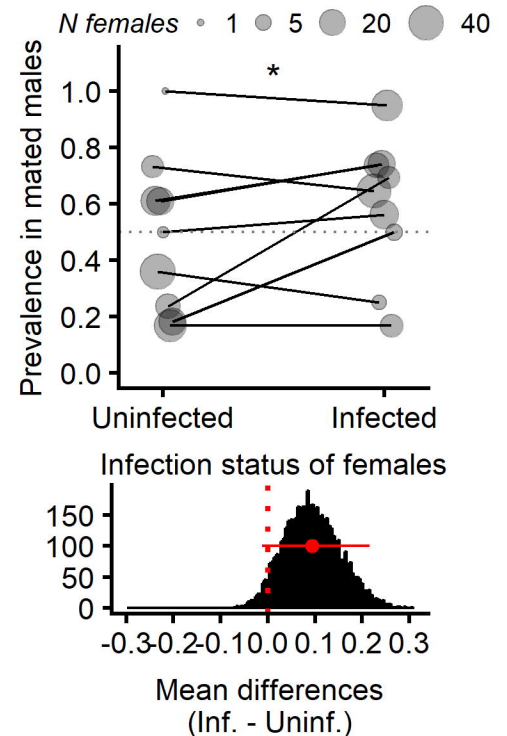 N females 1 5 20 40
Prevalence in mated males
*
1.0
0.8
0.6
0.4
0.2
0.0
Uninfected Infected
Infection status of females
150
100
50
0
-0.3-0.2-0.10.0 0.1 0.2 0.3
Mean differences
(Inf. - Uninf.)